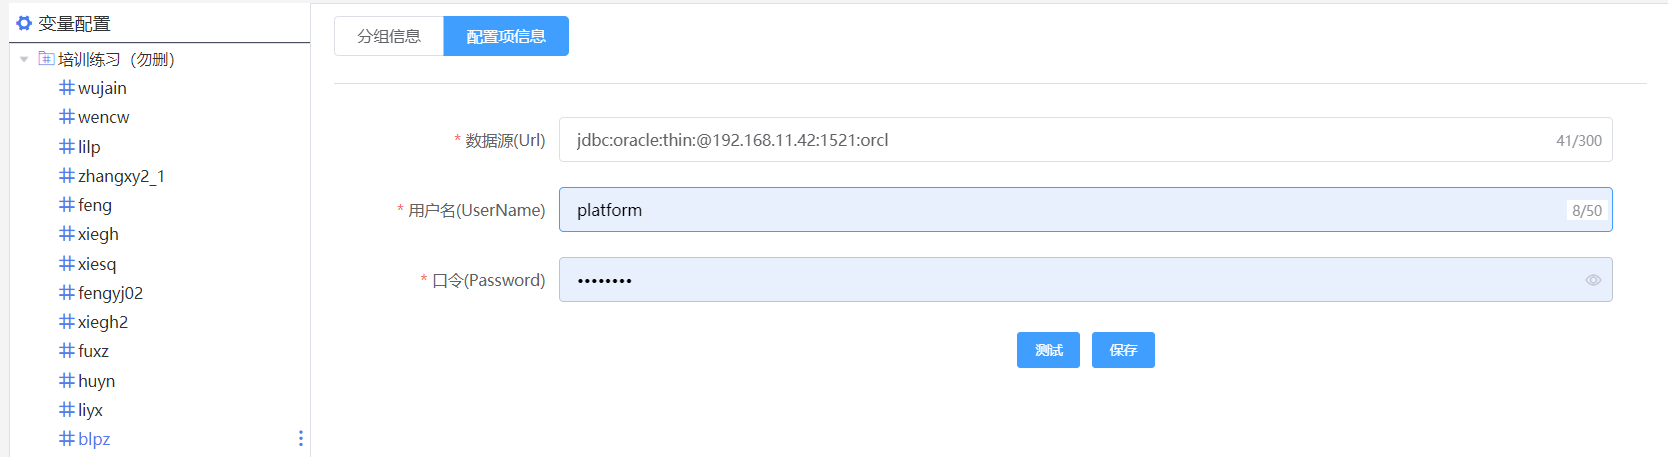 变量配置
培训练习（勿删）
wujain
wencw
lilp
zhangxy2_1
feng
xiegh
xiesq
fengyj02
xiegh2
fuxz
huyn
liyx
blpz
分组信息
配置项信息
* 数据源(Url)
jdbc:oracle:thin:@192.168.11.42:1521:orcl
41/300
* 用户名(UserName)
platform
8/50
* 口令(Password)
••••••••
测试
保存